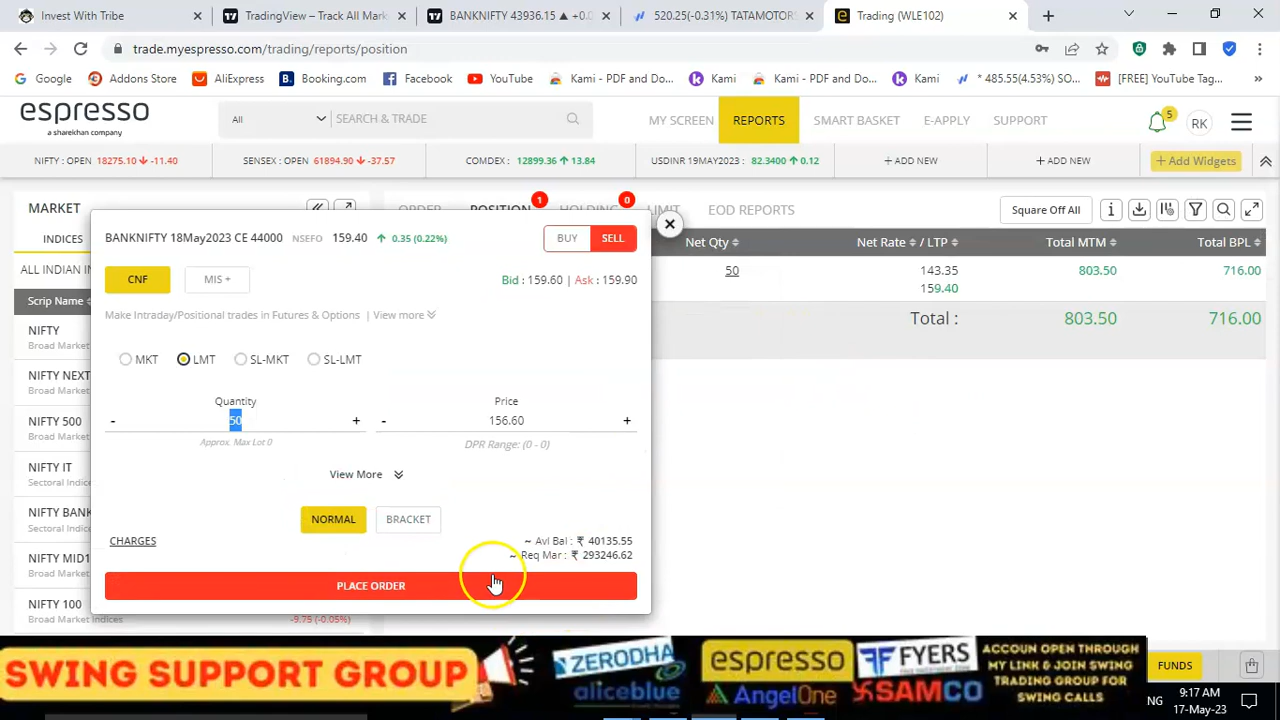 Invest With Tribe
TradingView – Track All Mark
BANKNIFTY 43936.15 ▲ +0.0
520.25(-0.31%) TATAMOTORS
Trading (WLE102)
trade.myespresso.com/trading/reports/position
Google
Addons Store
AliExpress
Booking.com
Facebook
YouTube
Kami - PDF and Do...
Kami
Kami - PDF and Do...
Kami
* 485.55(4.53%) SO...
[FREE] YouTube Tag...
espresso
a sharekhan company
All
SEARCH & TRADE
MY SCREEN
REPORTS
SMART BASKET
E-APPLY
SUPPORT
5
RK
NIFTY : OPEN 18275.10 -11.40
SENSEX : OPEN 61894.90 -37.57
COMDEX : 12899.36 13.84
USDINR 19MAY2023 : 82.3400 0.12
+ ADD NEW
+ ADD NEW
+ Add Widgets
MARKET
INDICES
ALL INDIAN IN
Scrip Name
NIFTY
Broad Market
NIFTY NEXT
Broad Market
NIFTY 500
Broad Market
NIFTY IT
Sectoral Indices
NIFTY BANK
Sectoral Indices
NIFTY MID1
Broad Market
NIFTY 100
Broad Market Indices
-9.75 (-0.05%)
ORDER
POSITION
1
HOLDING
0
LIMIT
EOD REPORTS
Square Off All
Net Qty
Net Rate / LTP
Total MTM
Total BPL
50
143.35
159.40
803.50
716.00
Total :
803.50
716.00
BANKNIFTY 18May2023 CE 44000 NSEFO 159.40 0.35 (0.22%)
BUY
SELL
CNF
MIS +
Bid : 159.60 | Ask : 159.90
Make Intraday/Positional trades in Futures & Options | View more
MKT
LMT
SL-MKT
SL-LMT
Quantity
- 50 +
Approx. Max Lot 0
Price
- 156.60 +
DPR Range: (0 - 0)
View More
NORMAL
BRACKET
CHARGES
~ Avl Bal : ₹ 40135.55
~ Req Mar : ₹ 293246.62
PLACE ORDER
SWING SUPPORT GROUP
ZERODHA
aliceblue
espresso
AngelOne
FYERS
SAMCO
ACCOUN OPEN THROUGH
MY LINK & JOIN SWING
TRADING GROUP FOR
SWING CALLS
FUNDS
NG
9:17 AM
17-May-23